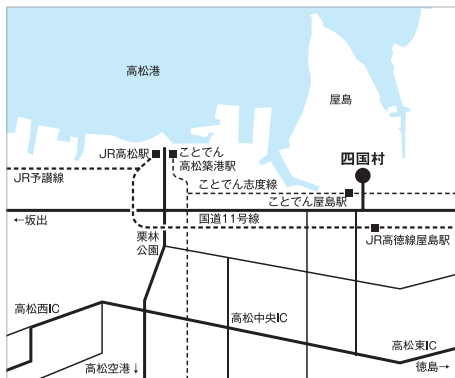 高松港
屋島
JR高松駅
ことでん
高松築港駅
四国村
JR予讃線
ことでん志度線
ことでん屋島駅
←坂出
国道11号線
栗林
公園
JR高徳線屋島駅
高松西IC
高松中央IC
高松東IC
高松空港↓
徳島→